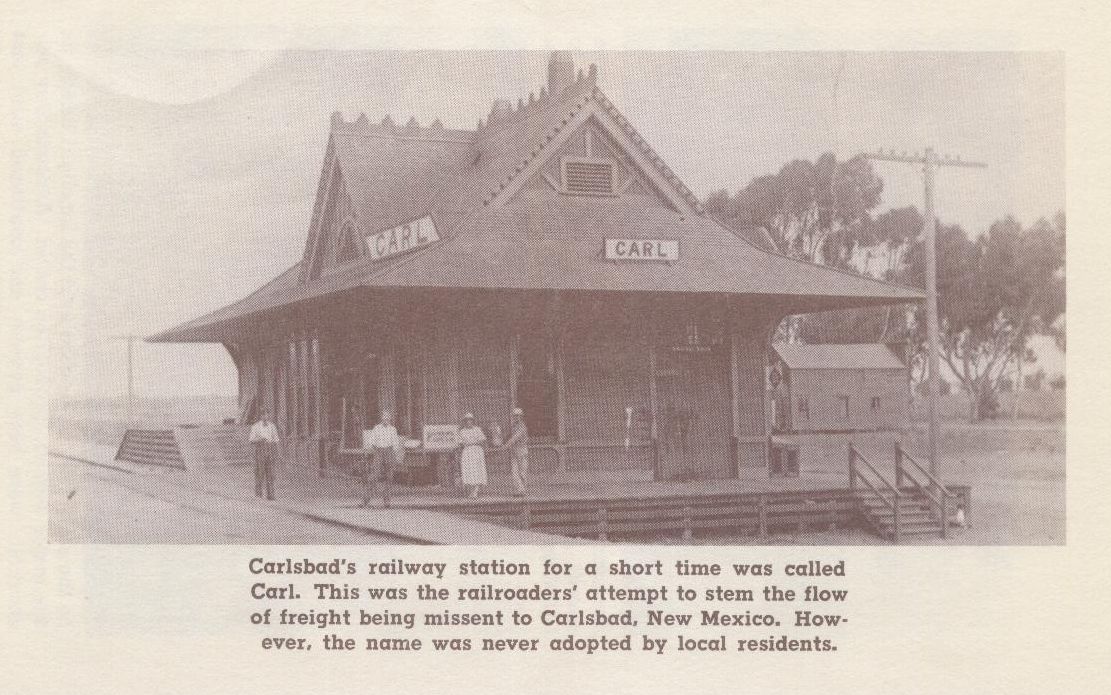 CARL
CARL
Carlsbad's railway station for a short time was called
Carl. This was the railroaders' attempt to stem the flow
of freight being missent to Carlsbad, New Mexico. How-
ever, the name was never adopted by local residents.